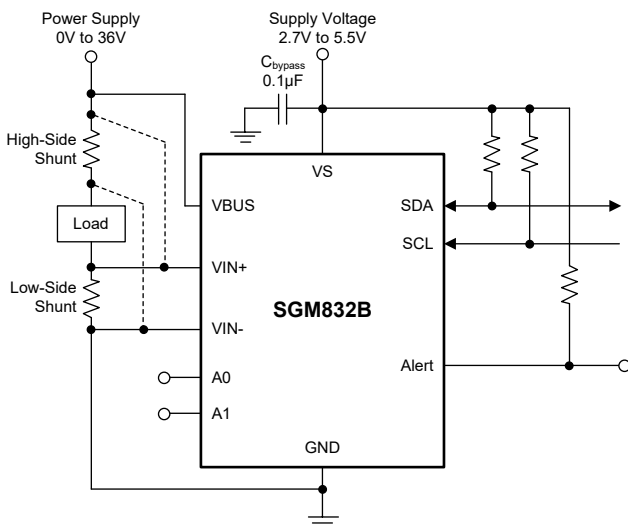 Power Supply
0V to 36V
Supply Voltage
2.7V to 5.5V
Cbypass
0.1µF
High-Side
Shunt
VS
VBUS
SDA
Load
SCL
VIN+
Low-Side
Shunt
SGM832B
VIN-
Alert
A0
A1
GND